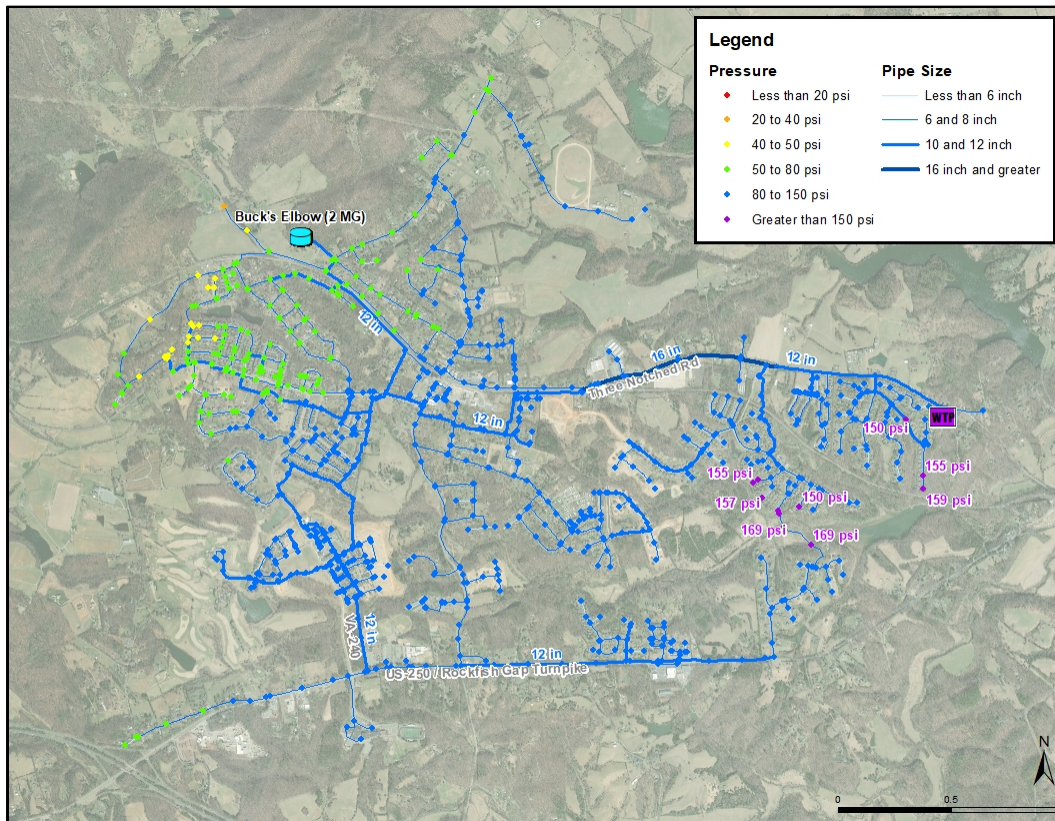 Legend
Pressure
Pipe Size
Less than 20 psi
Less than 6 inch
20 to 40 psi
6 and 8 inch
40 to 50 psi
10 and 12 inch
50 to 80 psi
16 inch and greater
80 to 150 psi
Greater than 150 psi
Buck's Elbow (2 MG)
12 in
16 in
12 in
Three Notched Rd
12 in
150 psi
WTP
155 psi
155 psi
159 psi
157 psi
150 psi
169 psi
169 psi
VA-240
12 in
12 in
US-250 / Rockfish Gap Turnpike
N
0
0.5